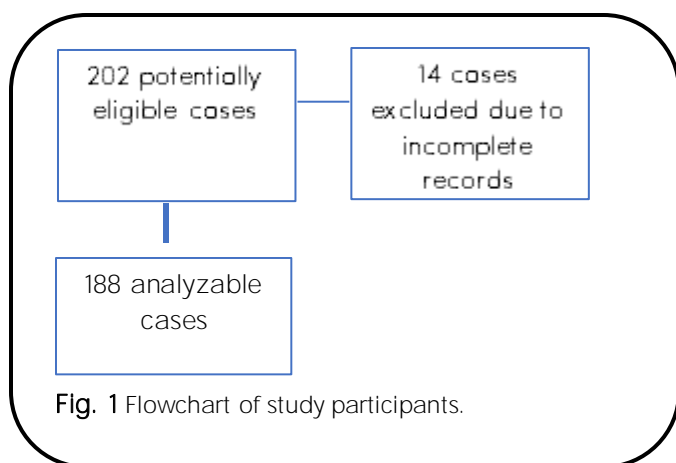 202 potentially
eligible cases
14 cases
excluded due to
incomplete
records
188 analyzable
cases
Fig. 1 Flowchart of study participants.